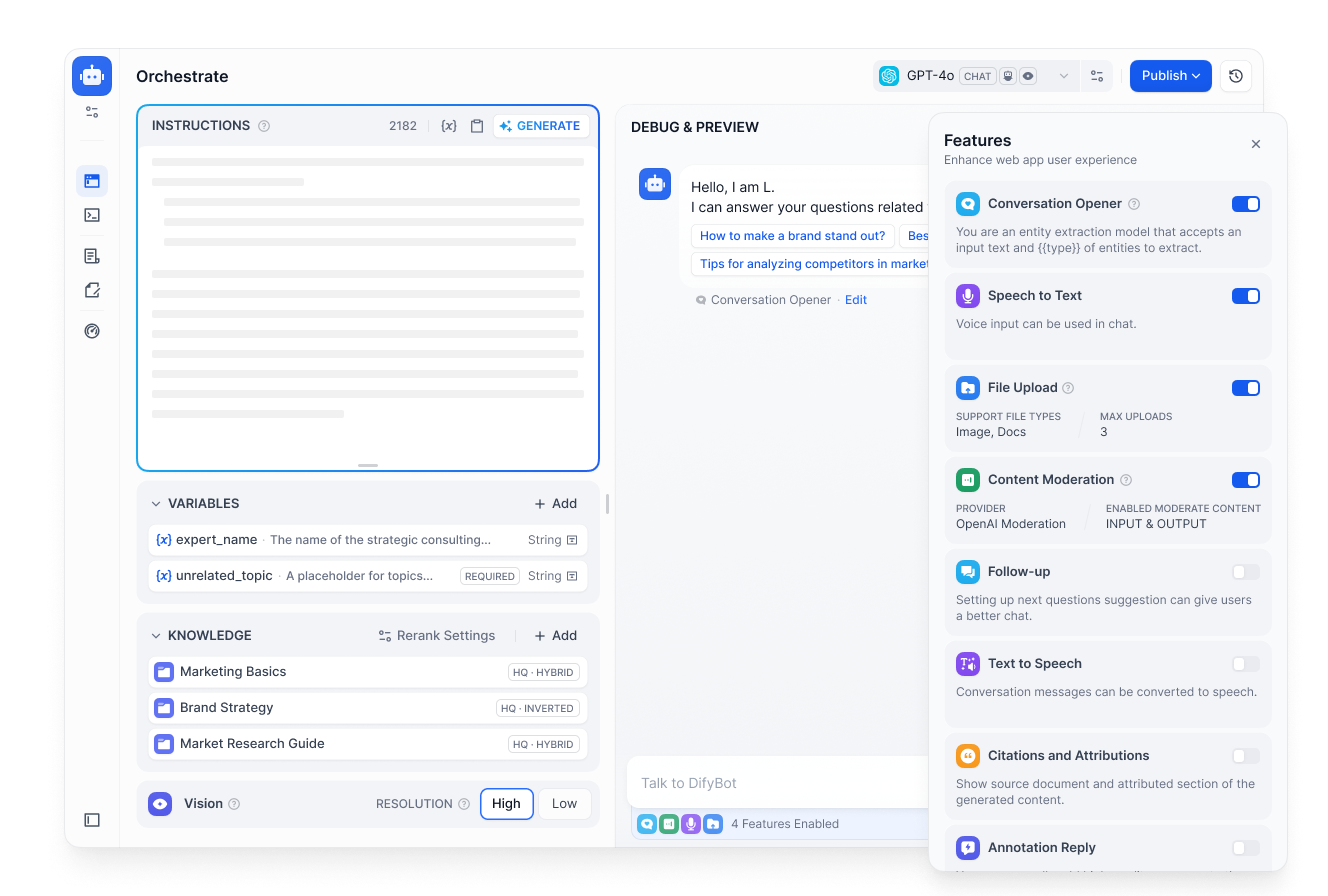 Orchestrate
GPT-4o CHAT
Publish
INSTRUCTIONS
2182 {x} GENERATE
VARIABLES
+ Add
{x} expert_name · The name of the strategic consulting... String
{x} unrelated_topic · A placeholder for topics... REQUIRED String
KNOWLEDGE
Rerank Settings
+ Add
Marketing Basics HQ · HYBRID
Brand Strategy HQ · INVERTED
Market Research Guide HQ · HYBRID
Vision RESOLUTION High Low
DEBUG & PREVIEW
Hello, I am L.
I can answer your questions related
How to make a brand stand out? Bes
Tips for analyzing competitors in market
Conversation Opener · Edit
Talk to DifyBot
4 Features Enabled
Features
Enhance web app user experience
Conversation Opener
You are an entity extraction model that accepts an
input text and {{type}} of entities to extract.
Speech to Text
Voice input can be used in chat.
File Upload
SUPPORT FILE TYPES MAX UPLOADS
Image, Docs 3
Content Moderation
PROVIDER ENABLED MODERATE CONTENT
OpenAI Moderation INPUT & OUTPUT
Follow-up
Setting up next questions suggestion can give users
a better chat.
Text to Speech
Conversation messages can be converted to speech.
Citations and Attributions
Show source document and attributed section of the
generated content.
Annotation Reply